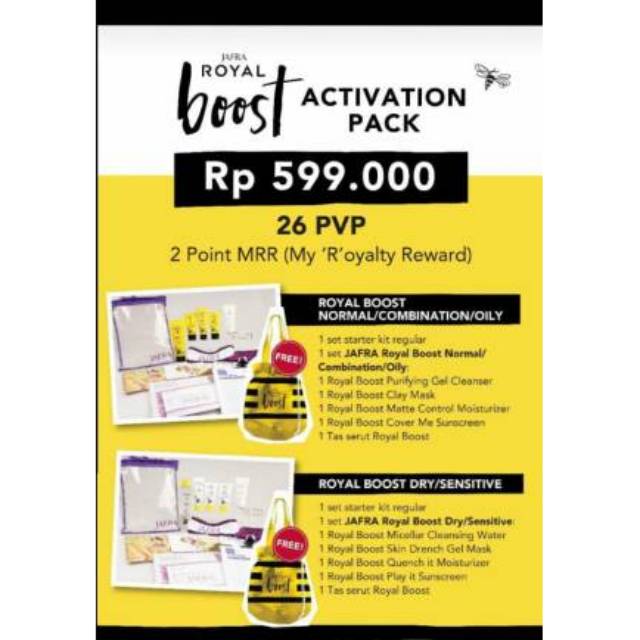 JAFRA
ROYAL
boost
ACTIVATION
PACK
Rp 599.000
26 PVP
2 Point MRR (My 'R'oyalty Reward)
ROYAL BOOST
NORMAL/COMBINATION/OILY
1 set starter kit regular
1 set JAFRA Royal Boost Normal/
Combination/Oily:
1 Royal Boost Purifying Gel Cleanser
1 Royal Boost Clay Mask
1 Royal Boost Matte Control Moisturizer
1 Royal Boost Cover Me Sunscreen
1 Tas serut Royal Boost
JAFRA
FREE!
boost
ROYAL BOOST DRY/SENSITIVE
1 set starter kit regular
1 set JAFRA Royal Boost Dry/Sensitive:
1 Royal Boost Micellar Cleansing Water
1 Royal Boost Skin Drench Gel Mask
1 Royal Boost Quench it Moisturizer
1 Royal Boost Play it Sunscreen
1 Tas serut Royal Boost
JAFRA
JAFRA
FREE!
boost